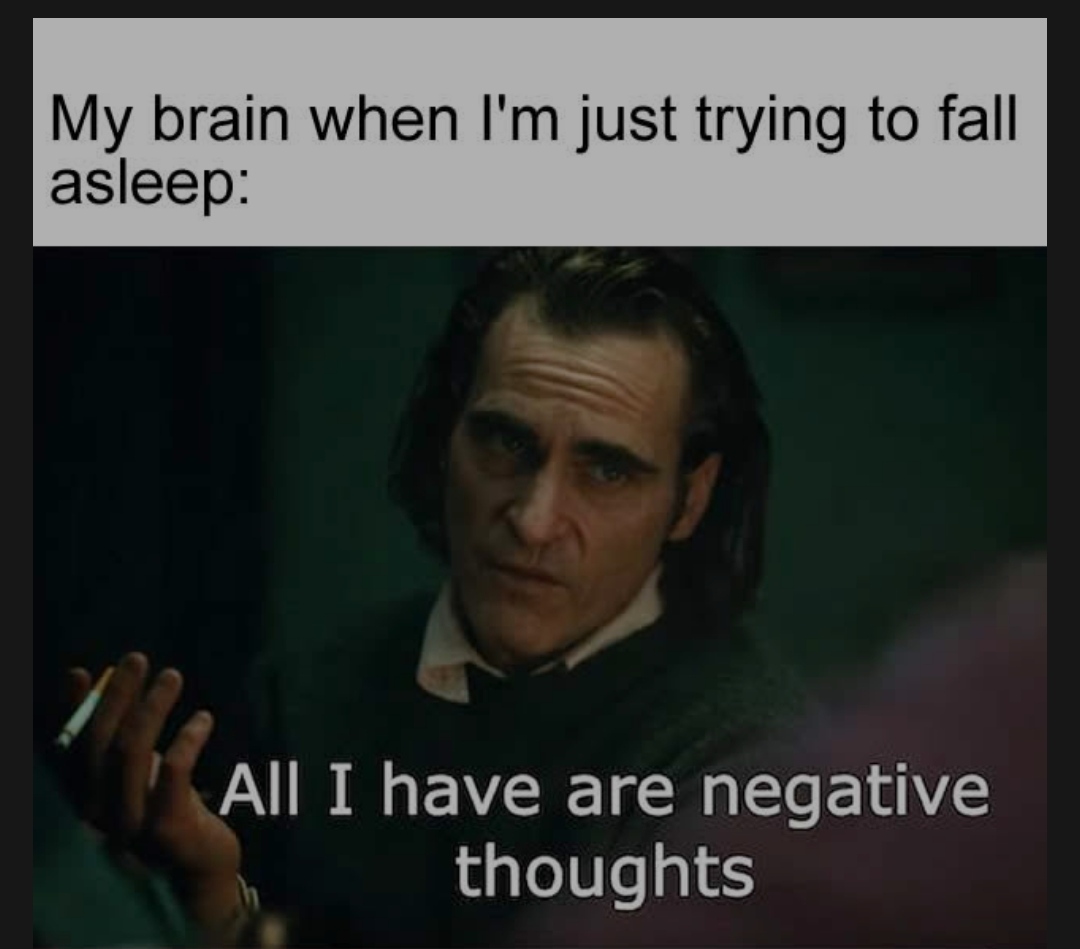 My brain when I'm just trying to fall
asleep:
All I have are negative
thoughts